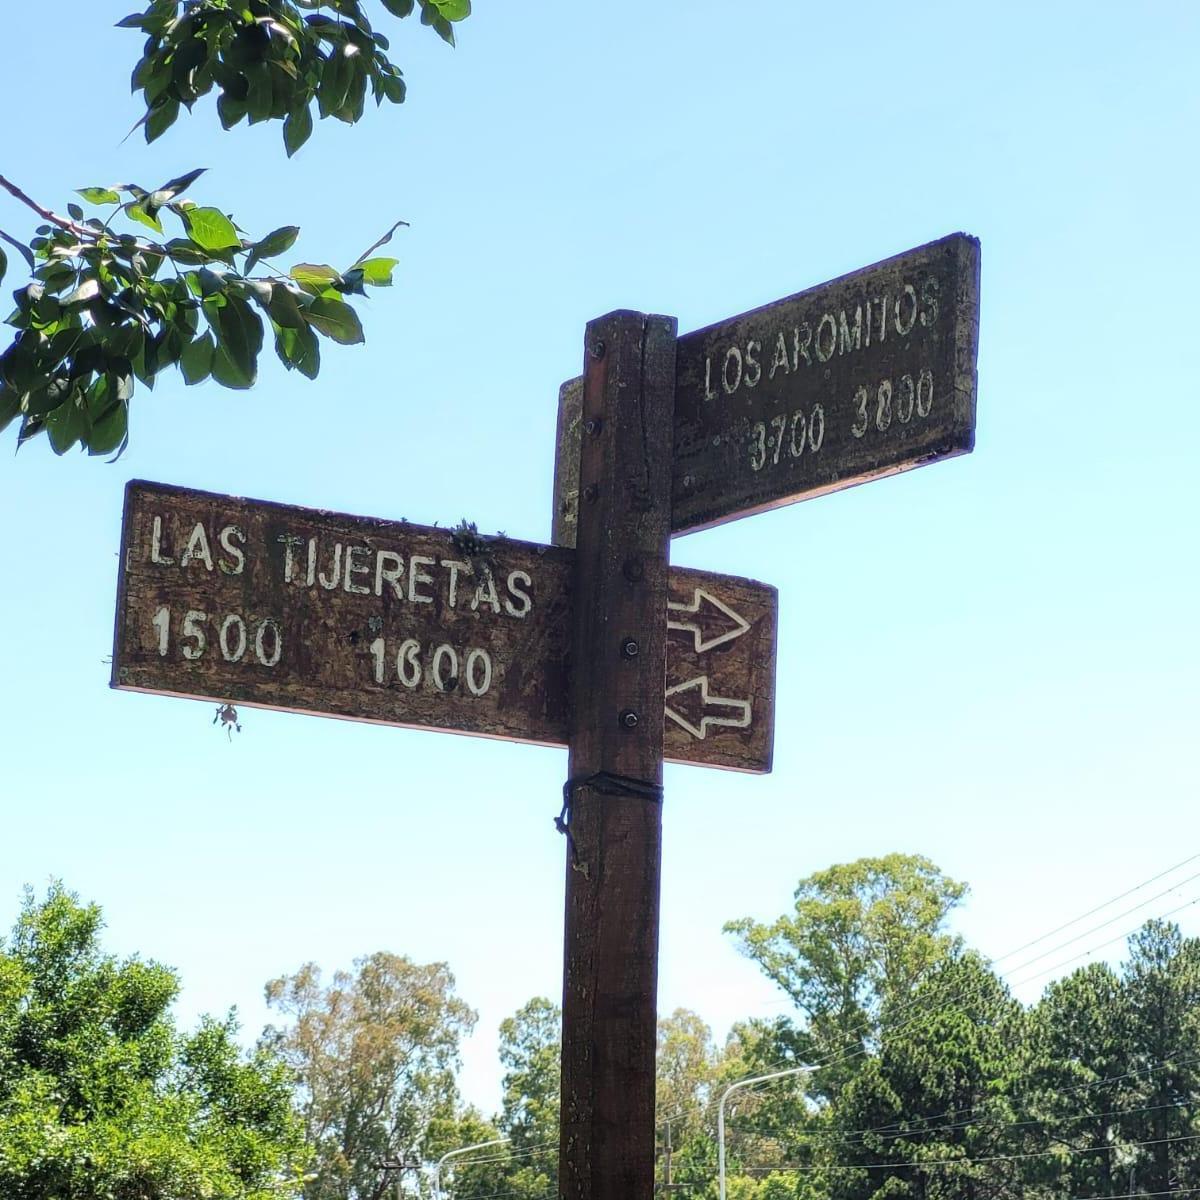 LOS AROMITOS
3700 3800
LAS TIJERETAS
1500 1600